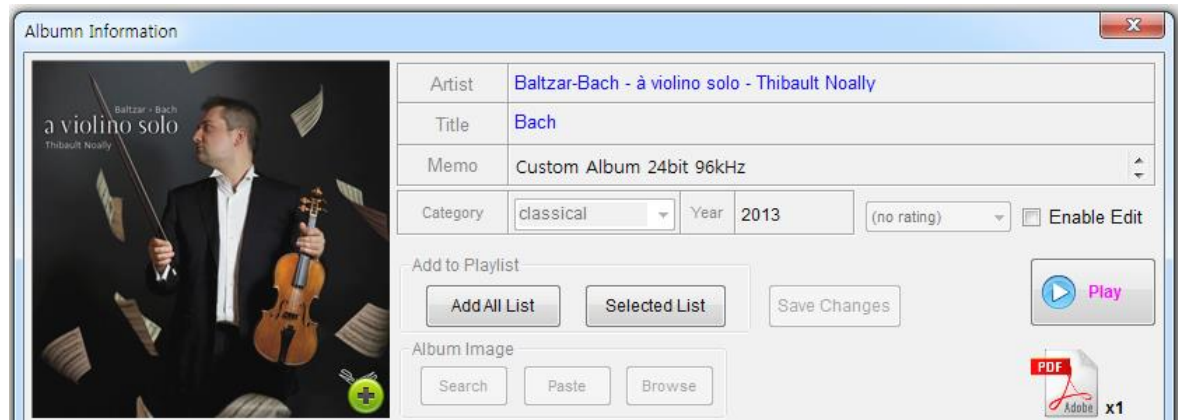 Albumn Information
Baltzar - Bach
a violino solo
Thibault Noally
Artist Baltzar-Bach - à violino solo - Thibault Noally
Title Bach
Memo Custom Album 24bit 96kHz
Category classical Year 2013 (no rating) Enable Edit
Add to Playlist
Add All List Selected List Save Changes Play
Album Image
Search Paste Browse
PDF
Adobe x1